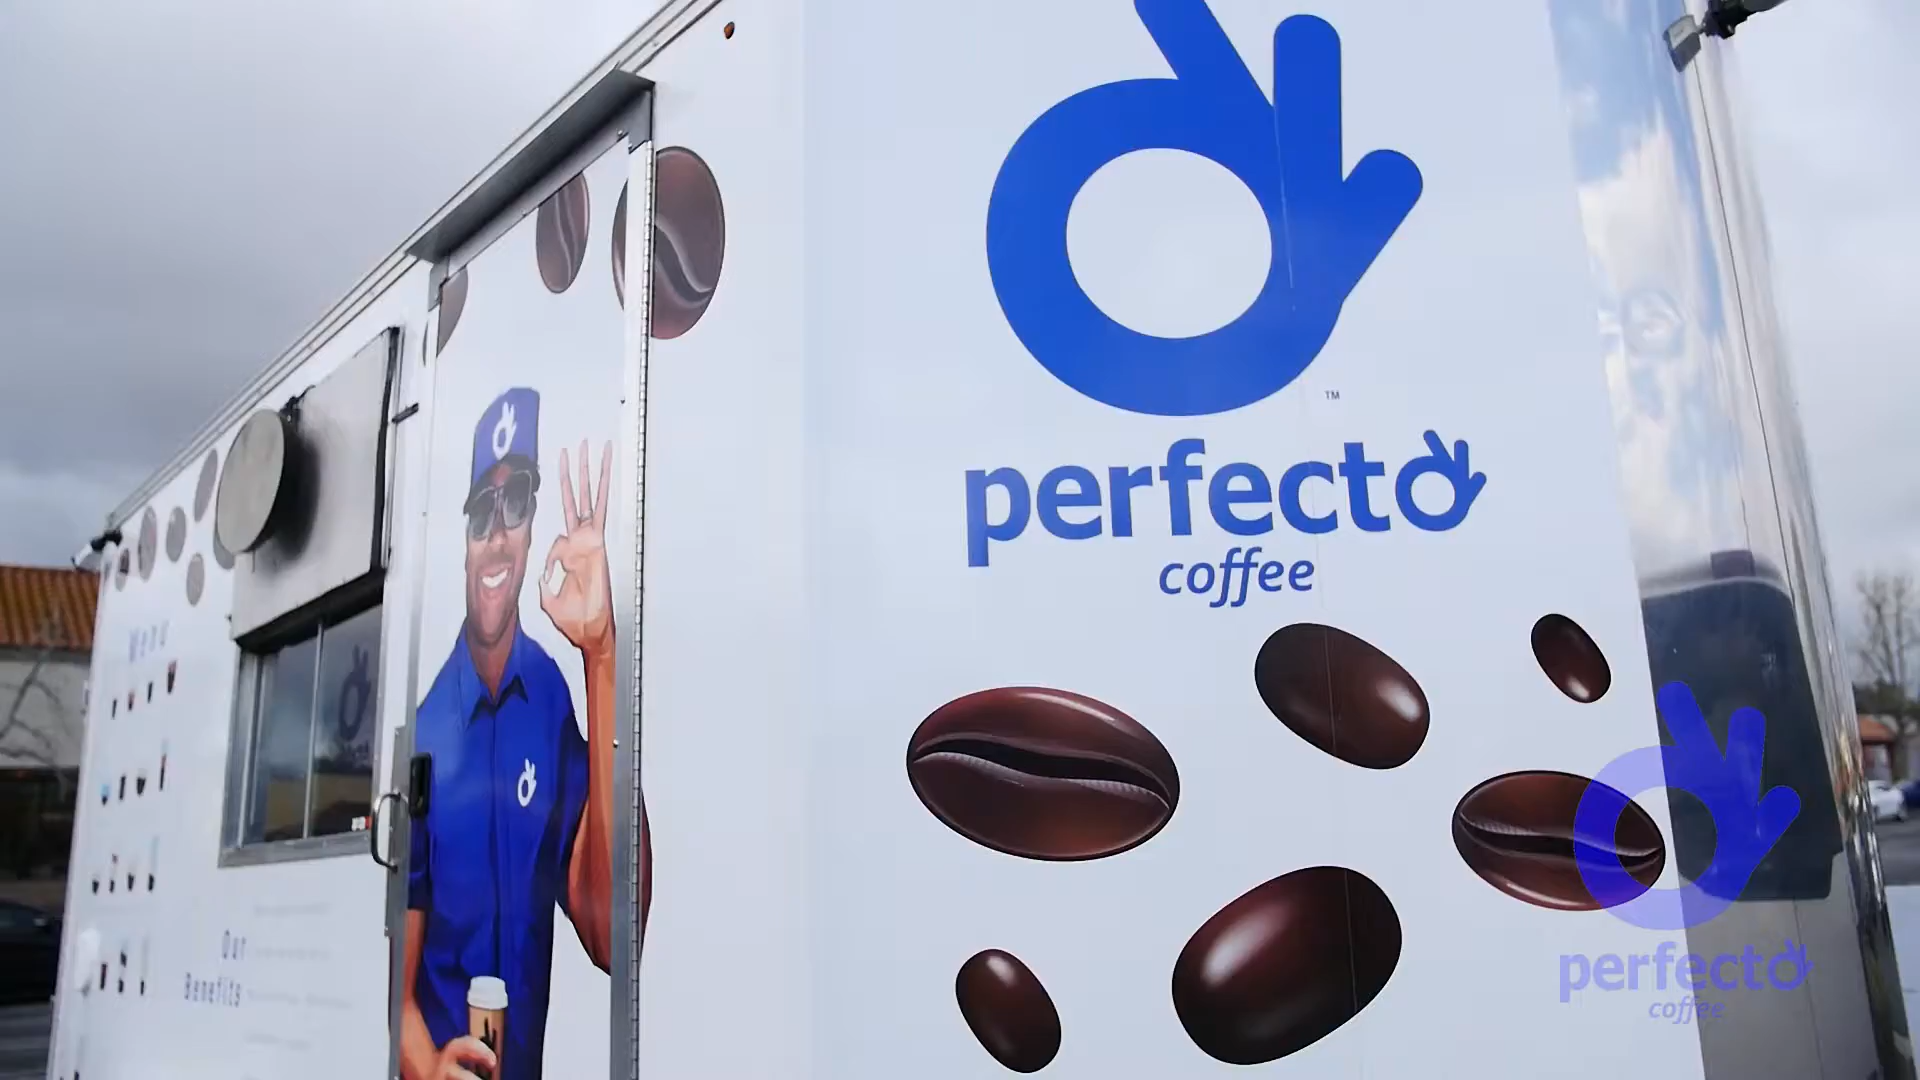 Menu
Our
Benefits
TM
perfecto
coffee
perfecto
coffee